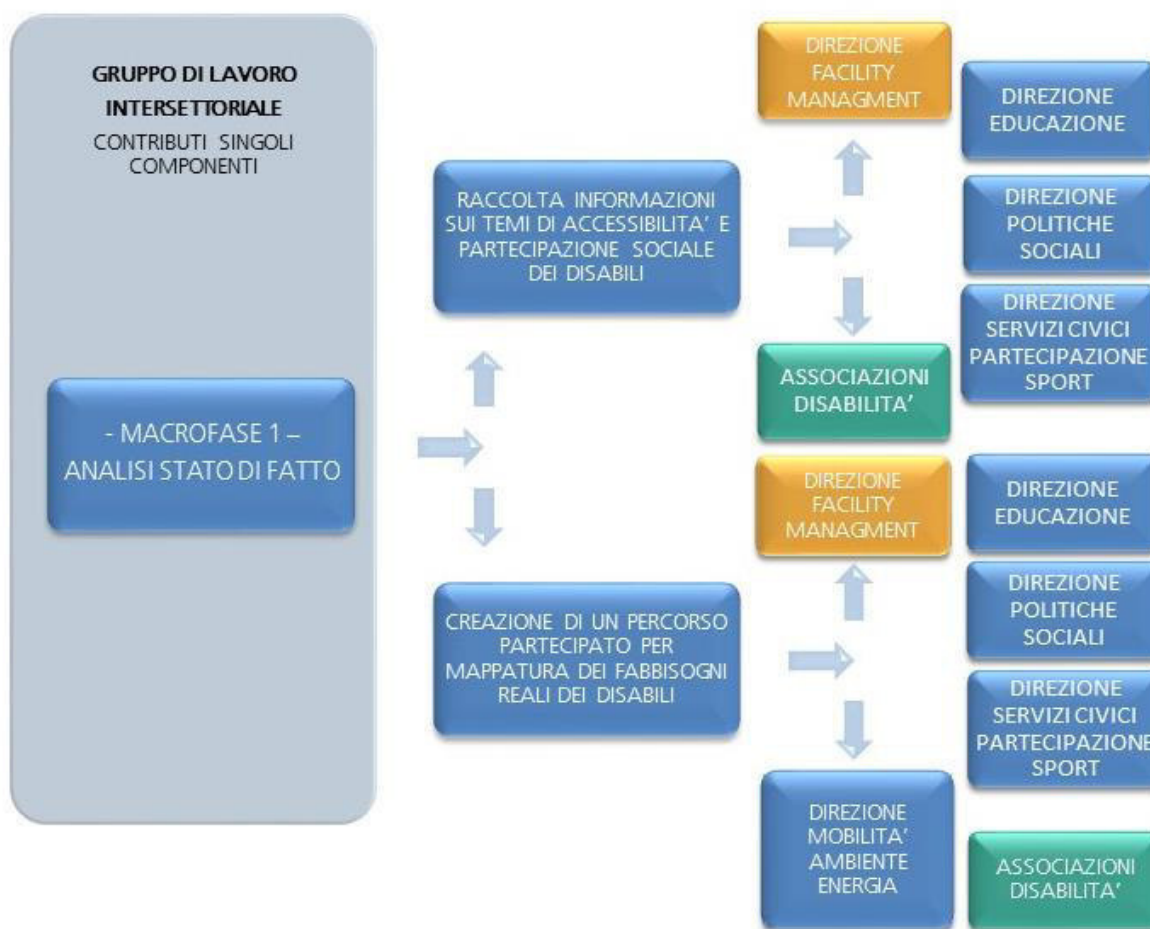 GRUPPO DI LAVORO
INTERSETTORIALE
CONTRIBUTI SINGOLI
COMPONENTI
- MACROFASE 1 –
ANALISI STATO DI FATTO
RACCOLTA INFORMAZIONI
SUI TEMI DI ACCESSIBILITA’ E
PARTECIPAZIONE SOCIALE
DEI DISABILI
DIREZIONE
FACILITY
MANAGMENT
DIREZIONE
EDUCAZIONE
DIREZIONE
POLITICHE
SOCIALI
DIREZIONE
SERVIZI CIVICI
PARTECIPAZIONE
SPORT
ASSOCIAZIONI
DISABILITA’
CREAZIONE DI UN PERCORSO
PARTECIPATO PER
MAPPATURA DEI FABBISOGNI
REALI DEI DISABILI
DIREZIONE
FACILITY
MANAGMENT
DIREZIONE
EDUCAZIONE
DIREZIONE
POLITICHE
SOCIALI
DIREZIONE
SERVIZI CIVICI
PARTECIPAZIONE
SPORT
DIREZIONE
MOBILITA’
AMBIENTE
ENERGIA
ASSOCIAZIONI
DISABILITA’